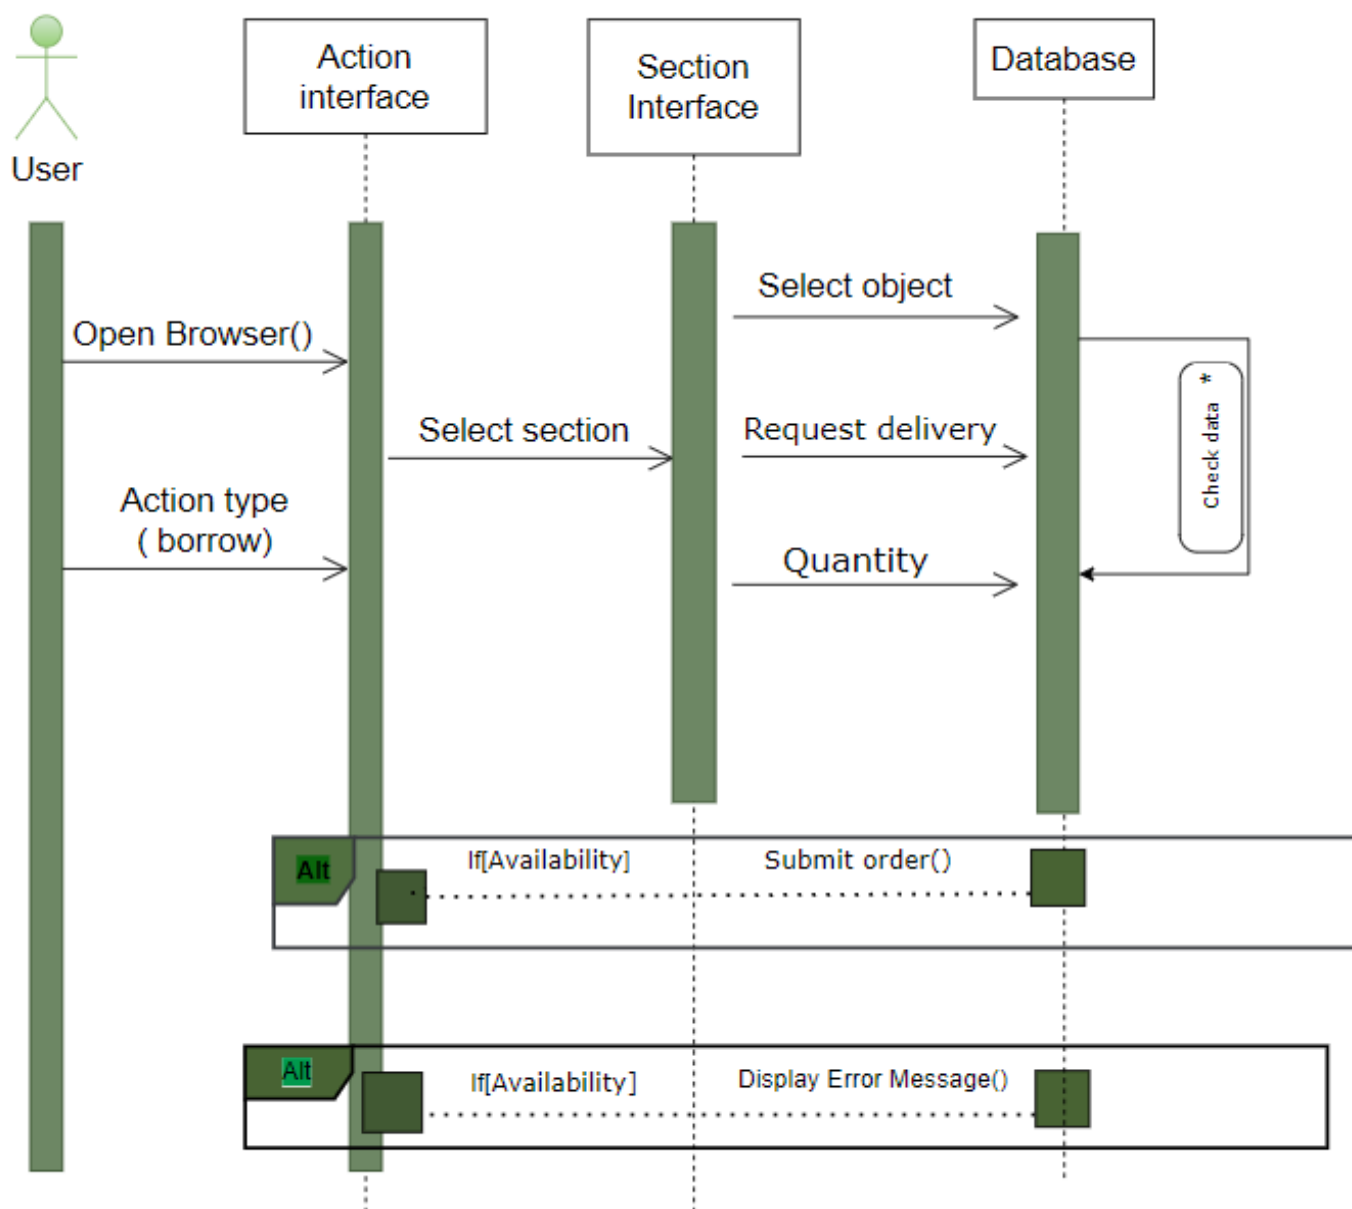 User
Action
interface
Section
Interface
Database
Select object
Open Browser()
Check data *
Select section
Request delivery
Action type
( borrow)
Quantity
Alt
If[Availability]
Submit order()
Alt
If[Availability]
Display Error Message()